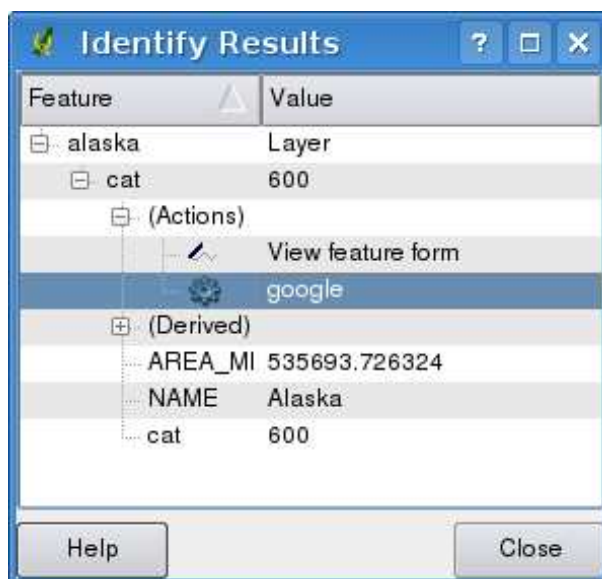 Identify Results ?
Feature Value
alaska Layer
cat 600
(Actions)
View feature form
google
(Derived)
AREA_MI 535693.726324
NAME Alaska
cat 600
Help Close